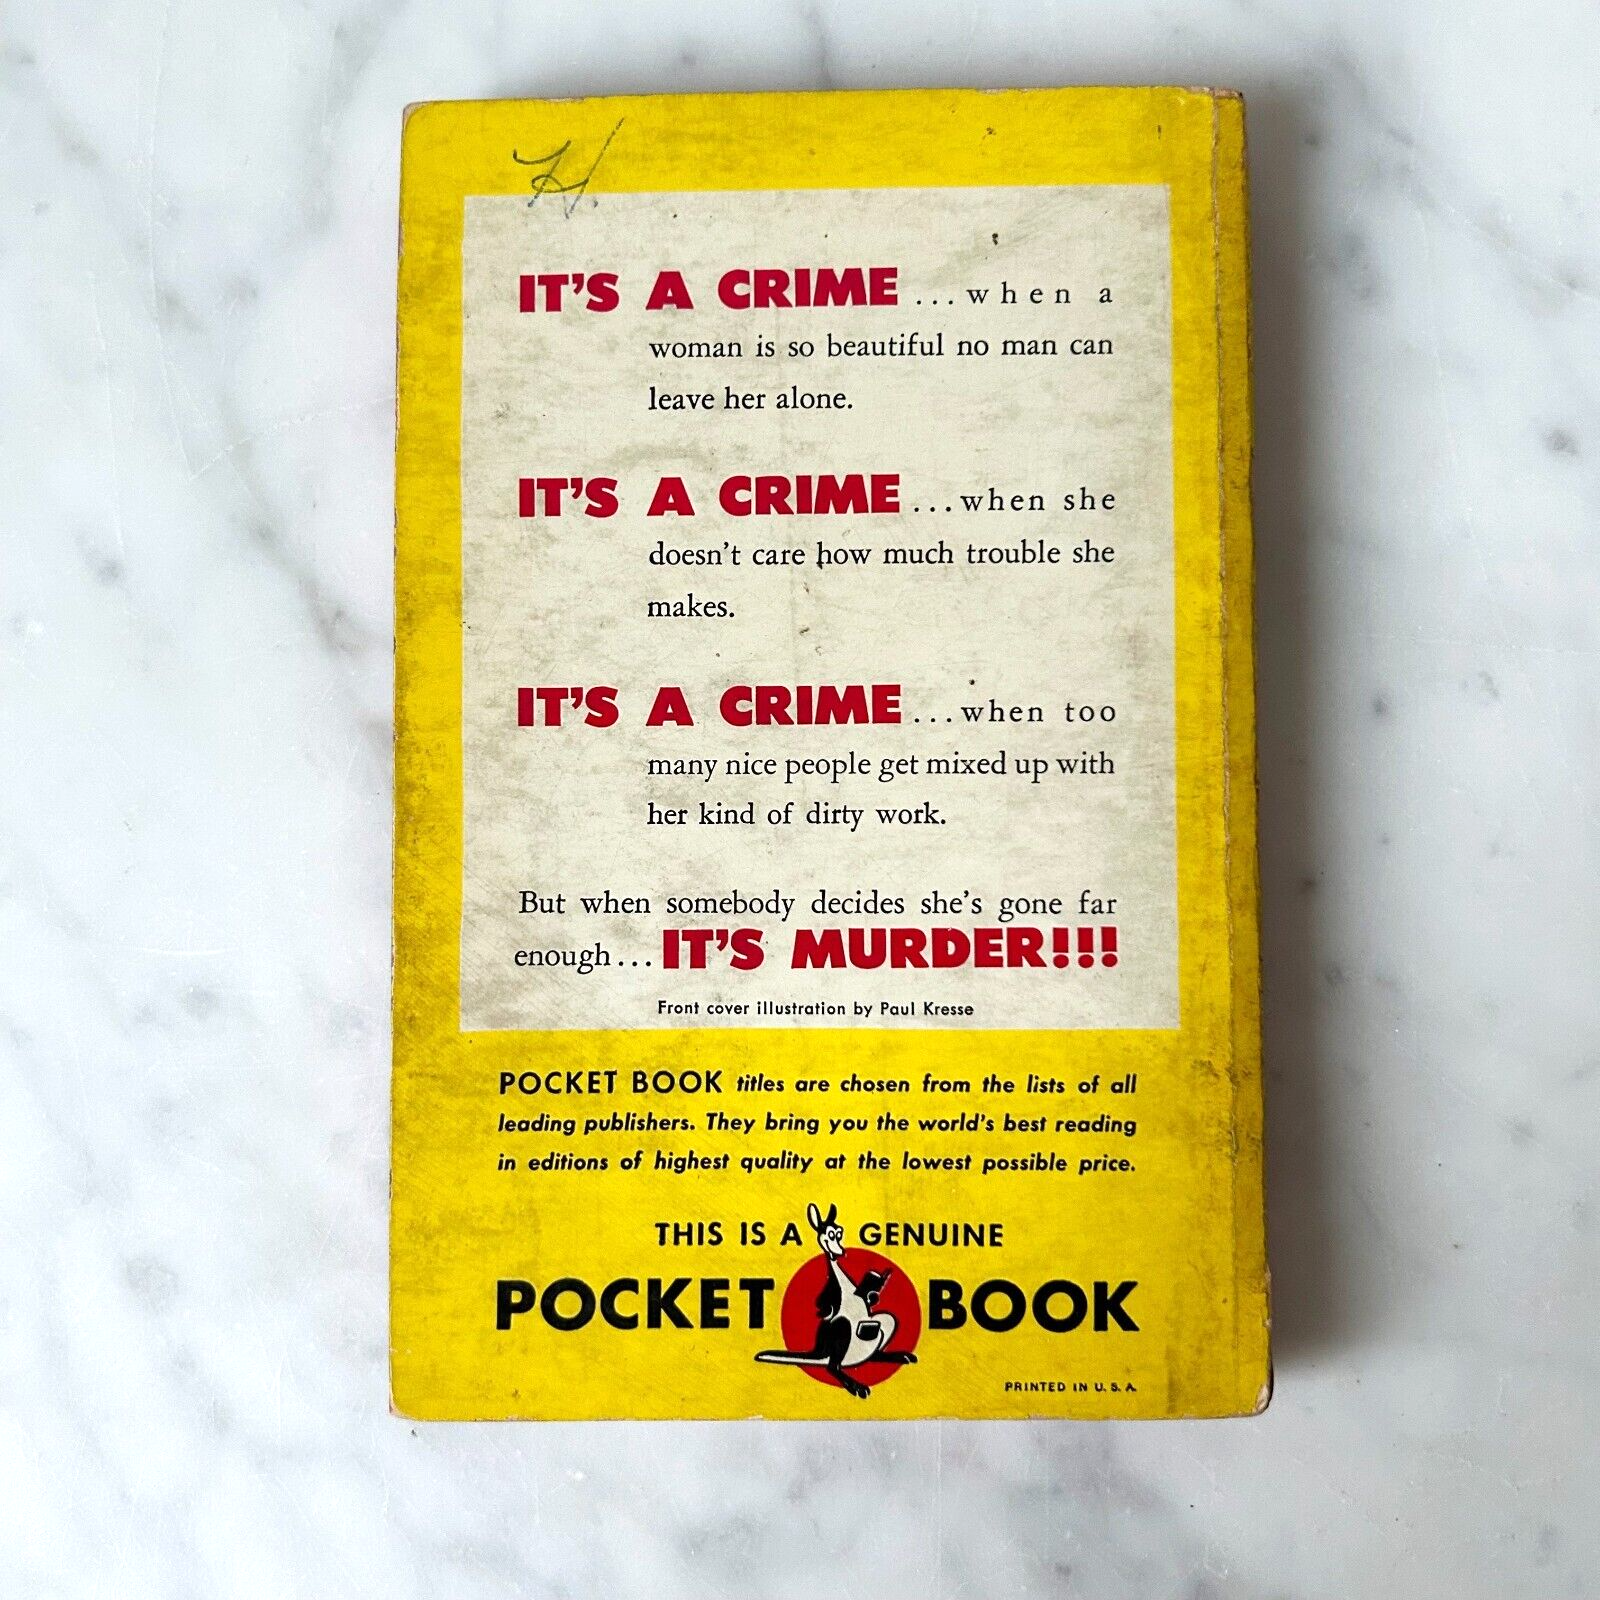 H.
IT'S A CRIME ...when a
woman is so beautiful no man can
leave her alone.
IT'S A CRIME ...when she
doesn't care how much trouble she
makes.
IT'S A CRIME ...when too
many nice people get mixed up with
her kind of dirty work.
But when somebody decides she's gone far
enough... IT'S MURDER!!!
Front cover illustration by Paul Kresse
POCKET BOOK titles are chosen from the lists of all
leading publishers. They bring you the world's best reading
in editions of highest quality at the lowest possible price.
THIS IS A GENUINE
POCKET BOOK
PRINTED IN U. S. A.